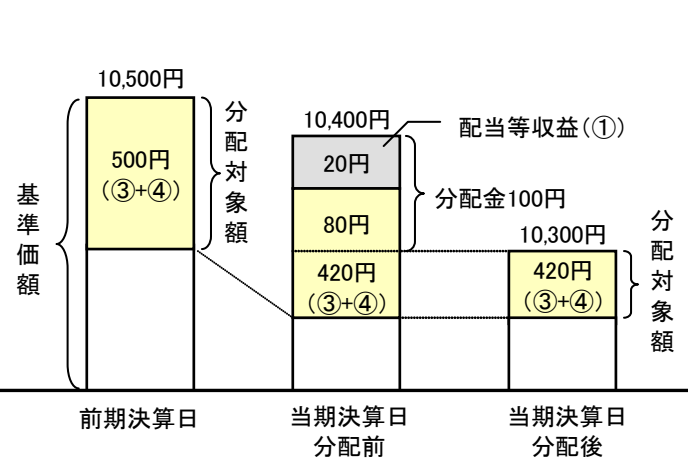 10,500円
500円
(③+④)
分配対象額
基準価額
10,400円
配当等収益(①)
20円
分配金100円
80円
420円
(③+④)
10,300円
420円
(③+④)
分配対象額
前期決算日
当期決算日
分配前
当期決算日
分配後